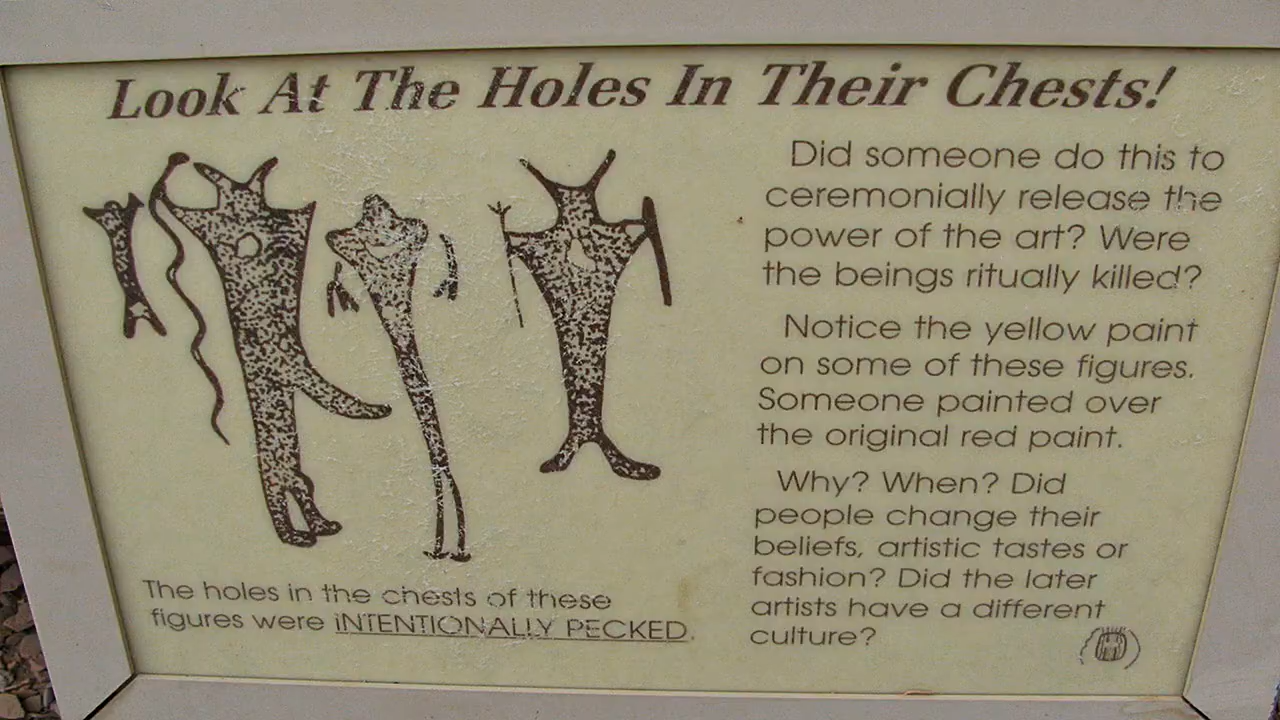 Look At The Holes In Their Chests!
Did someone do this to
ceremonially release the
power of the art? Were
the beings ritually killed?
Notice the yellow paint
on some of these figures.
Someone painted over
the original red paint.
Why? When? Did
people change their
beliefs, artistic tastes or
fashion? Did the later
artists have a different
culture?
The holes in the chests of these
figures were INTENTIONALLY PECKED.